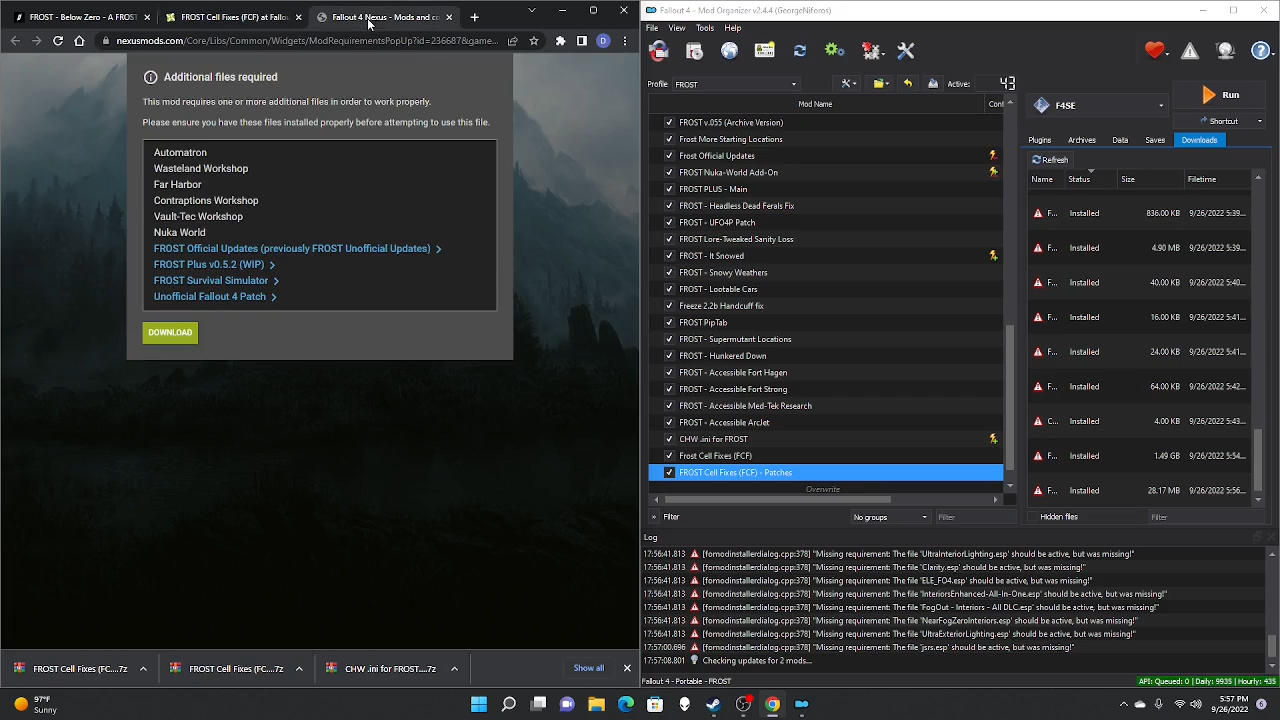 FROST - Below zero - A FROST
FROST Cell Fixes (FCF) at Fallou
Fallout 4 Nexus - Mods and co
Fallout 4 - Mod Organizer v2.4.4 (GeorgeNiforos)
nexusmods.com/Core/Libs/Common/Widgets/ModRequirementsPopUp?id=236687&game...
D
File View Tools Help
Additional files required
This mod requires one or more additional files in order to work properly.
Please ensure you have these files installed properly before attempting to use this file.
Automatron
Wasteland Workshop
Far Harbor
Contraptions Workshop
Vault-Tec Workshop
Nuka World
FROST Official Updates (previously FROST Unofficial Updates)
FROST Plus v0.5.2 (WIP)
FROST Survival Simulator
Unofficial Fallout 4 Patch
DOWNLOAD
Profile FROST
Active: 43
Mod Name
FROST v.055 (Archive Version)
Frost More Starting Locations
Frost Official Updates
FROST Nuka-World Add-On
FROST PLUS - Main
FROST - Headless Dead Ferals Fix
FROST - UFO4P Patch
FROST Lore-Tweaked Sanity Loss
FROST - It Snowed
FROST - Snowy Weathers
FROST - Lootable Cars
Freeze 2.2b Handcuff fix
FROST PipTab
FROST - Supermutant Locations
FROST - Hunkered Down
FROST - Accessible Fort Hagen
FROST - Accessible Fort Strong
FROST - Accessible Med-Tek Research
FROST - Accessible ArcJet
CHW .ini for FROST
Frost Cell Fixes (FCF)
FROST Cell Fixes (FCF) - Patches
Overwrite
Filter
No groups
Filter
F4SE
Run
Shortcut
Plugins Archives Data Saves Downloads
Refresh
Name Status Size Filetime
F... Installed 836.00 KB 9/26/2022 5:39...
F... Installed 4.90 MB 9/26/2022 5:39...
F... Installed 40.00 KB 9/26/2022 5:40...
F... Installed 16.00 KB 9/26/2022 5:41...
F... Installed 24.00 KB 9/26/2022 5:41...
F... Installed 64.00 KB 9/26/2022 5:42...
C... Installed 4.00 KB 9/26/2022 5:43...
F... Installed 1.49 GB 9/26/2022 5:54...
F... Installed 28.17 MB 9/26/2022 5:56...
Hidden files
Filter
Log
17:56:41.813 [fomodinstallerdialog.cpp:378] "Missing requirement: The file 'UltraInteriorLighting.esp' should be active, but was missing!"
17:56:41.813 [fomodinstallerdialog.cpp:378] "Missing requirement: The file 'Clarity.esp' should be active, but was missing!"
17:56:41.813 [fomodinstallerdialog.cpp:378] "Missing requirement: The file 'ELE_FO4.esp' should be active, but was missing!"
17:56:41.813 [fomodinstallerdialog.cpp:378] "Missing requirement: The file 'InteriorsEnhanced-All-In-One.esp' should be active, but was missing!"
17:56:41.813 [fomodinstallerdialog.cpp:378] "Missing requirement: The file 'FogOut - Interiors - All DLC.esp' should be active, but was missing!"
17:56:41.813 [fomodinstallerdialog.cpp:378] "Missing requirement: The file 'NearFogZeroInteriors.esp' should be active, but was missing!"
17:56:41.813 [fomodinstallerdialog.cpp:378] "Missing requirement: The file 'UltraExteriorLighting.esp' should be active, but was missing!"
17:57:00.696 [fomodinstallerdialog.cpp:378] "Missing requirement: The file 'jsrs.esp' should be active, but was missing!"
17:57:08.801 Checking updates for 2 mods...
Fallout 4 - Portable - FROST
API: Queued: 0 | Daily: 9935 | Hourly: 435
FROST Cell Fixes (FC....7z
FROST Cell Fixes (FC....7z
CHW .ini for FROST....7z
Show all
97°F
Sunny
5:57 PM
9/26/2022